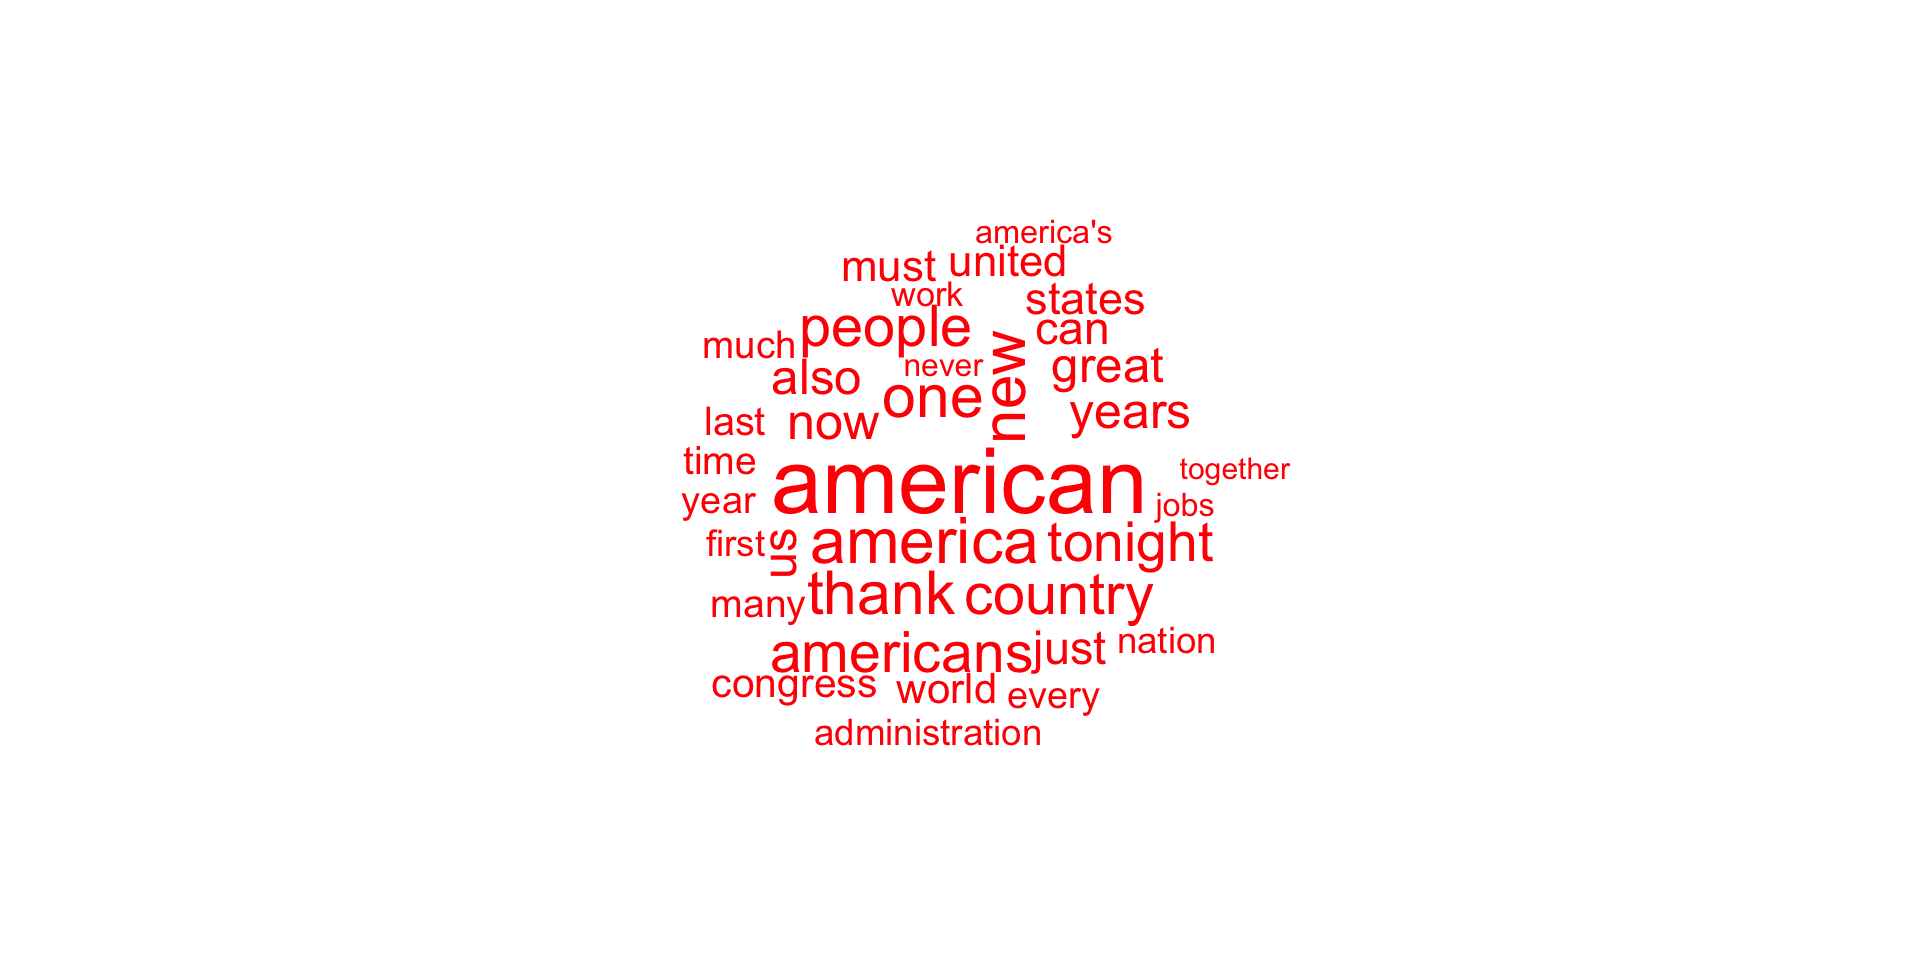 america's
must united
work states
people can
much new
never great
also one years
last now
time american together
year jobs
first us america tonight
many thank country
americans just nation
congress world every
administration